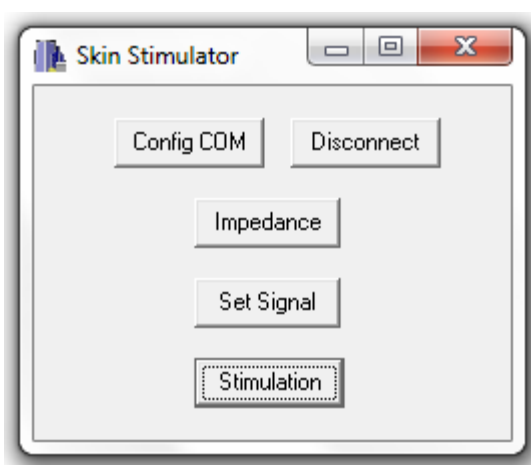 Skin Stimulator
Config COM Disconnect
Impedance
Set Signal
Stimulation